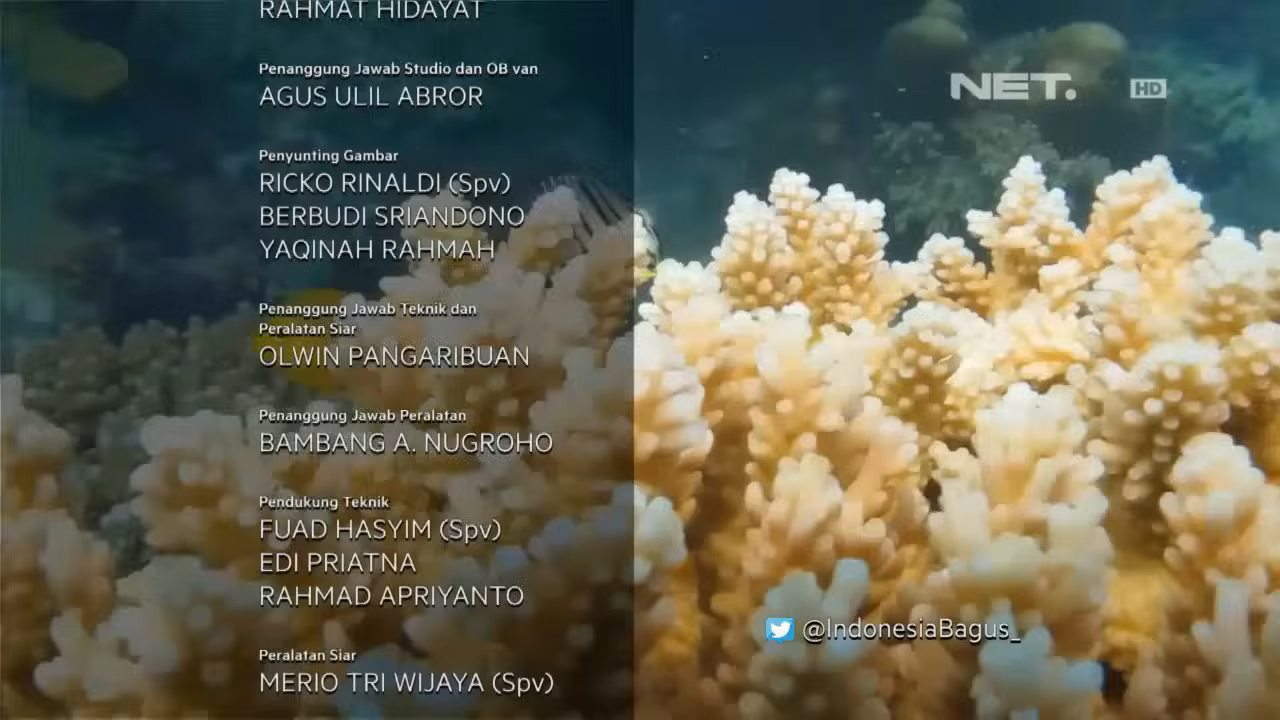 RAHMAT HIDAYAT
Penanggung Jawab Studio dan OB van
AGUS ULIL ABROR
Penyunting Gambar
RICKO RINALDI (Spv)
BERBUDI SRIANDONO
YAQINAH RAHMAH
Penanggung Jawab Teknik dan
Peralatan Siar
OLWIN PANGARIBUAN
Penanggung Jawab Peralatan
BAMBANG A. NUGROHO
Pendukung Teknik
FUAD HASYIM (Spv)
EDI PRIATNA
RAHMAD APRIYANTO
Peralatan Siar
MERIO TRI WIJAYA (Spv)
NET.
HD
@IndonesiaBagus_